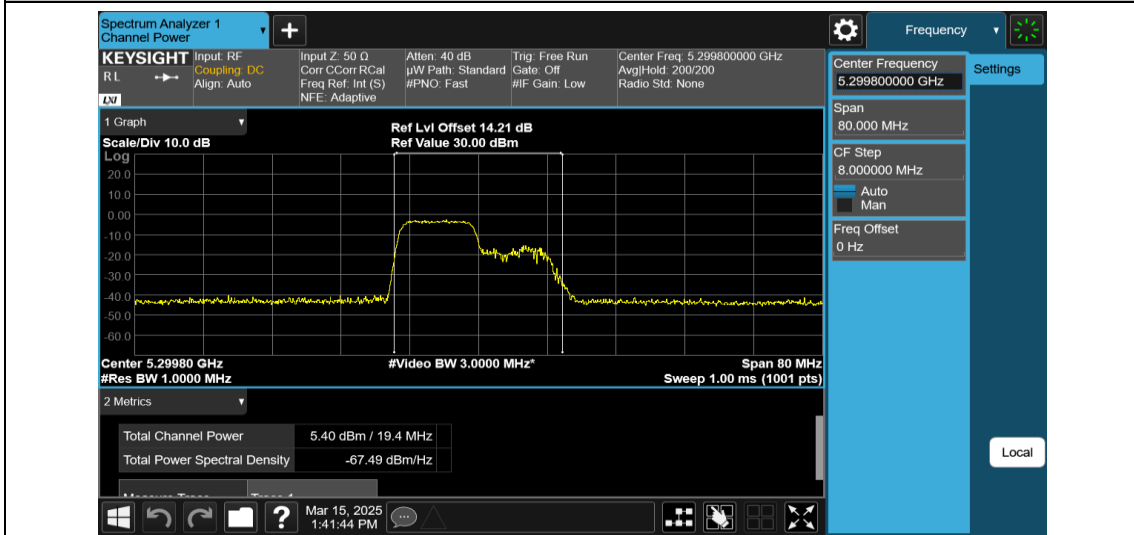 Spectrum Analyzer 1
Channel Power
Frequency
KEYSIGHT
R L
LXI
Input: RF
Coupling: DC
Align: Auto
Input Z: 50 Ω
Corr CCorr RCal
Freq Ref: Int (S)
NFE: Adaptive
Atten: 40 dB
µW Path: Standard
#PNO: Fast
Trig: Free Run
Gate: Off
#IF Gain: Low
Center Freq: 5.299800000 GHz
Avg|Hold: 200/200
Radio Std: None
Center Frequency
5.299800000 GHz
Settings
Span
80.000 MHz
CF Step
8.000000 MHz
Auto
Man
Freq Offset
0 Hz
1 Graph
Scale/Div 10.0 dB
Ref Lvl Offset 14.21 dB
Ref Value 30.00 dBm
Log
20.0
10.0
0.00
-10.0
-20.0
-30.0
-40.0
-50.0
-60.0
Center 5.29980 GHz
#Video BW 3.0000 MHz*
Span 80 MHz
#Res BW 1.0000 MHz
Sweep 1.00 ms (1001 pts)
2 Metrics
Total Channel Power 5.40 dBm / 19.4 MHz
Total Power Spectral Density -67.49 dBm/Hz
Local
?
Mar 15, 2025
1:41:44 PM